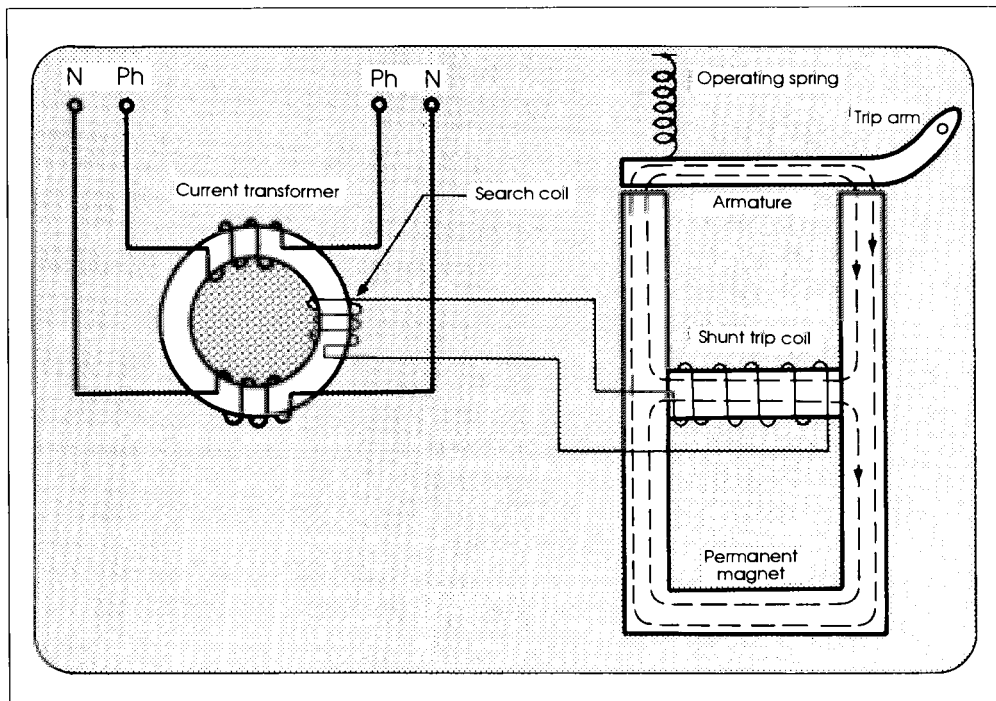 N Ph Ph N
Operating spring
Trip arm
Current transformer
Search coil
Armature
Shunt trip coil
Permanent
magnet